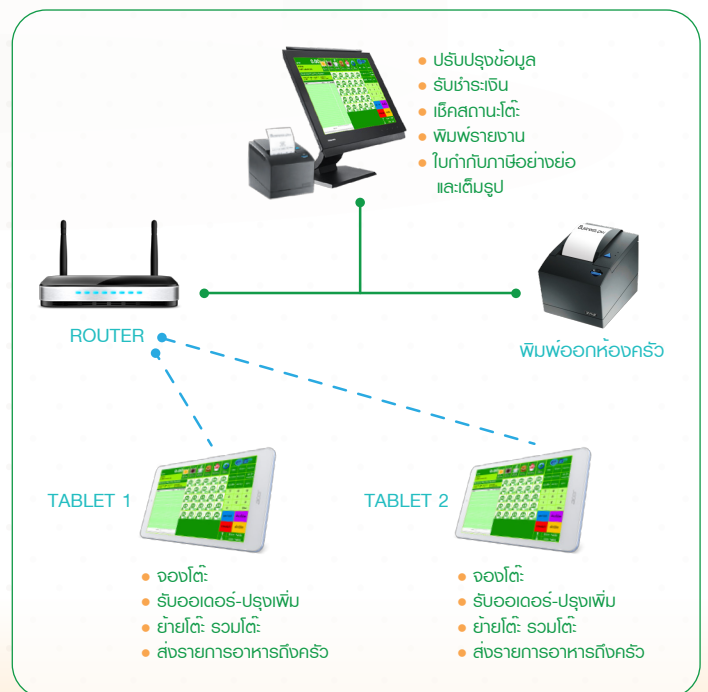 ปรับปรุงข้อมูล
รับชำระเงิน
เช็คสถานะโต๊ะ
พิมพ์รายงาน
ใบกำกับภาษีอย่างย่อ
และเต็มรูป
ROUTER
พิมพ์ออกห้องครัว
TABLET 1
TABLET 2
จองโต๊ะ
รับออเดอร์-ปรุงเพิ่ม
ย้ายโต๊ะ รวมโต๊ะ
ส่งรายการอาหารถึงครัว
จองโต๊ะ
รับออเดอร์-ปรุงเพิ่ม
ย้ายโต๊ะ รวมโต๊ะ
ส่งรายการอาหารถึงครัว